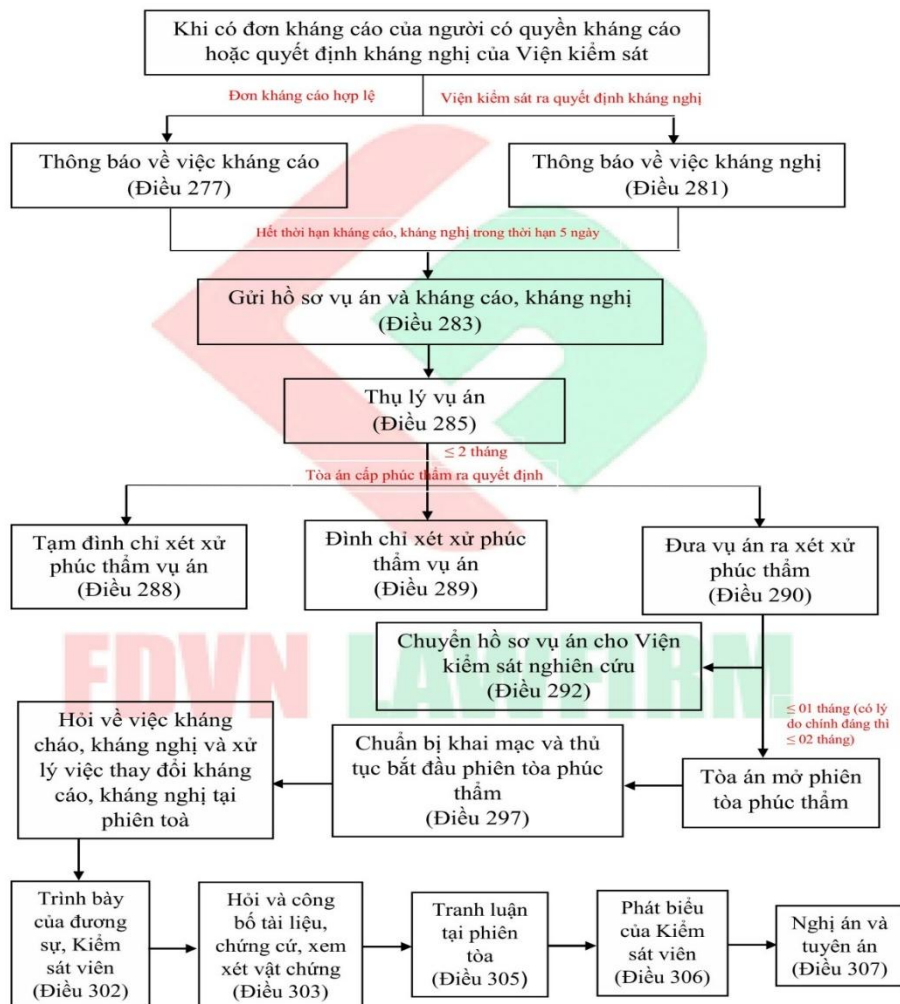 Khi có đơn kháng cáo của người có quyền kháng cáo
hoặc quyết định kháng nghị của Viện kiểm sát
Đơn kháng cáo hợp lệ
Viện kiểm sát ra quyết định kháng nghị
Thông báo về việc kháng cáo
(Điều 277)
Thông báo về việc kháng nghị
(Điều 281)
Hết thời hạn kháng cáo, kháng nghị trong thời hạn 5 ngày
Gửi hồ sơ vụ án và kháng cáo, kháng nghị
(Điều 283)
Thụ lý vụ án
(Điều 285)
≤ 2 tháng
Tòa án cấp phúc thẩm ra quyết định
Tạm đình chỉ xét xử
phúc thẩm vụ án
(Điều 288)
Đình chỉ xét xử phúc
thẩm vụ án
(Điều 289)
Đưa vụ án ra xét xử
phúc thẩm
(Điều 290)
Chuyển hồ sơ vụ án cho Viện
kiểm sát nghiên cứu
(Điều 292)
FDVN LAWFIRM
≤ 01 tháng (có lý
do chính đáng thì
≤ 02 tháng)
Hỏi về việc kháng
cháo, kháng nghị và xử
lý việc thay đổi kháng
cáo, kháng nghị tại
phiên toà
Chuẩn bị khai mạc và thủ
tục bắt đầu phiên tòa phúc
thẩm
(Điều 297)
Tòa án mở phiên
tòa phúc thẩm
Trình bày
của đương
sự, Kiểm
sát viên
(Điều 302)
Hỏi và công
bố tài liệu,
chứng cứ, xem
xét vật chứng
(Điều 303)
Tranh luận
tại phiên
tòa
(Điều 305)
Phát biểu
của Kiểm
sát viên
(Điều 306)
Nghị án và
tuyên án
(Điều 307)